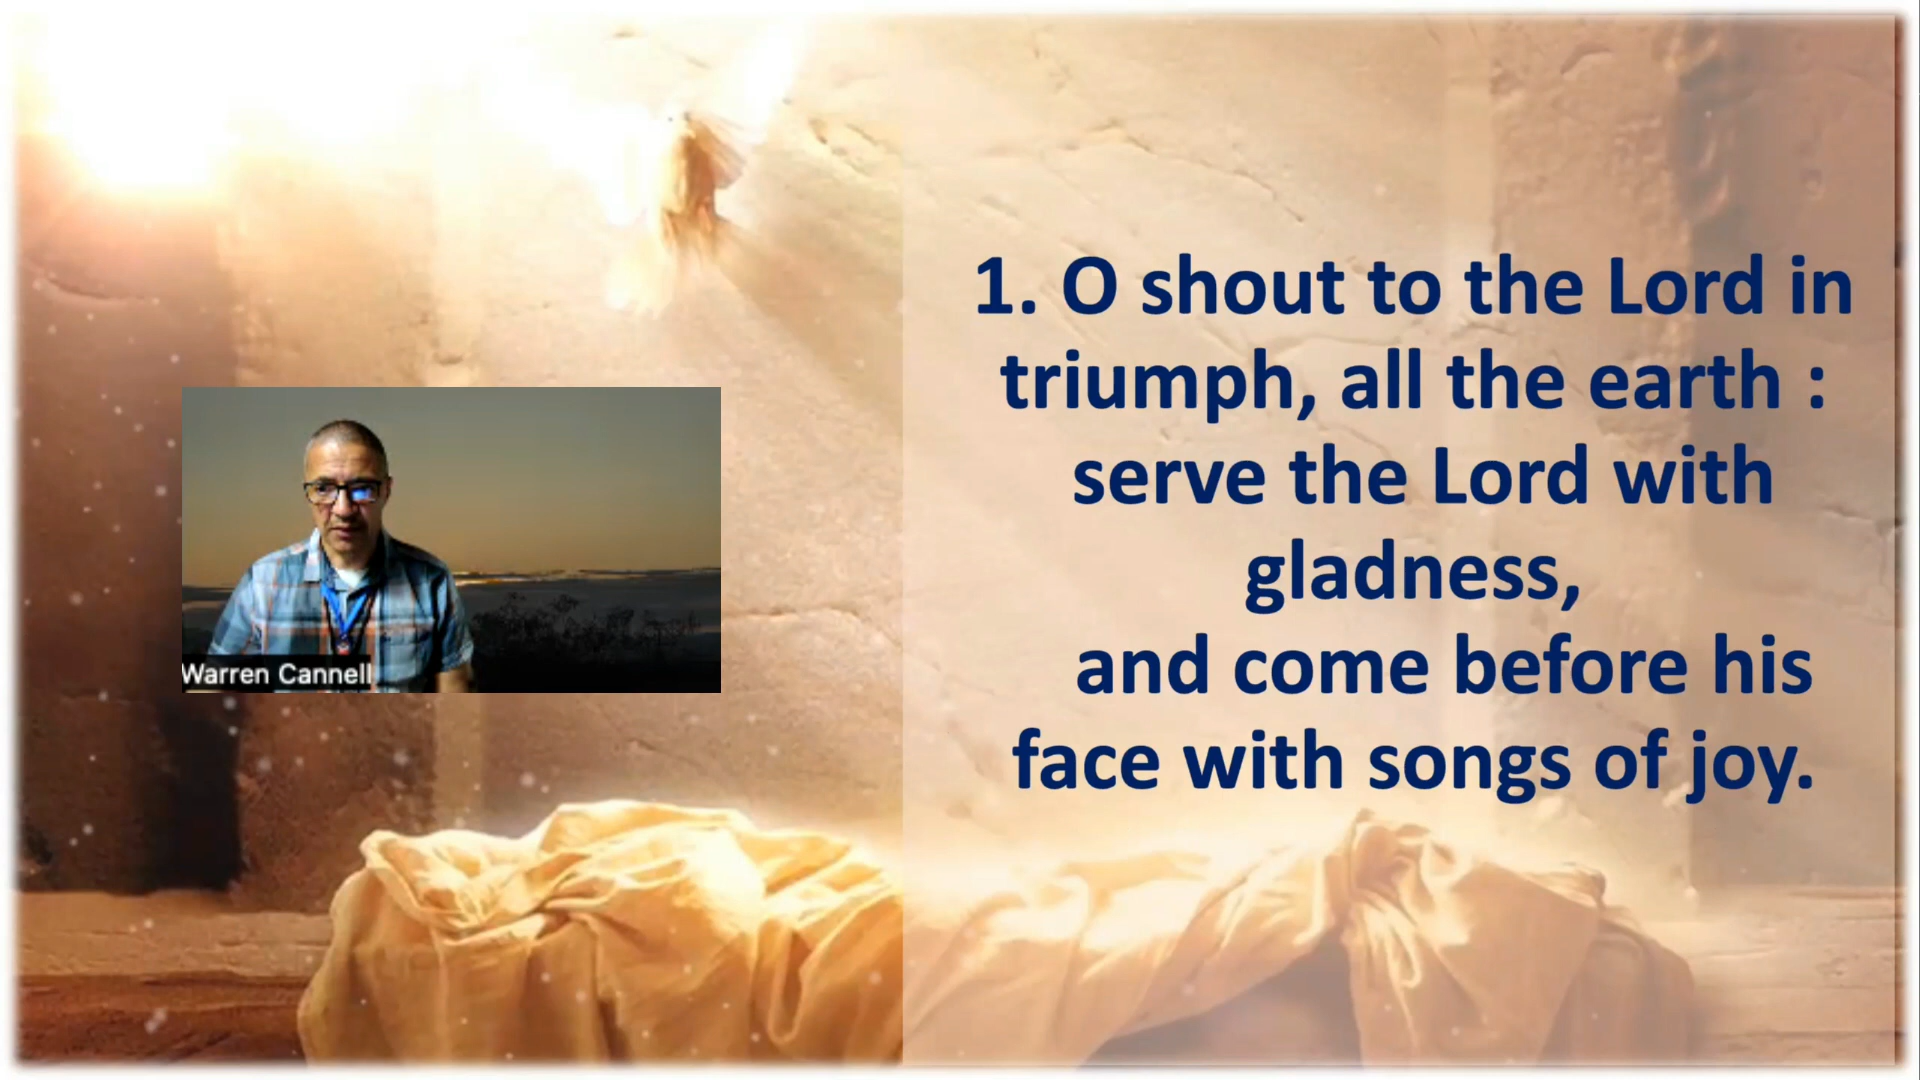 1. O shout to the Lord in
triumph, all the earth :
serve the Lord with
gladness,
and come before his
face with songs of joy.
Warren Cannell